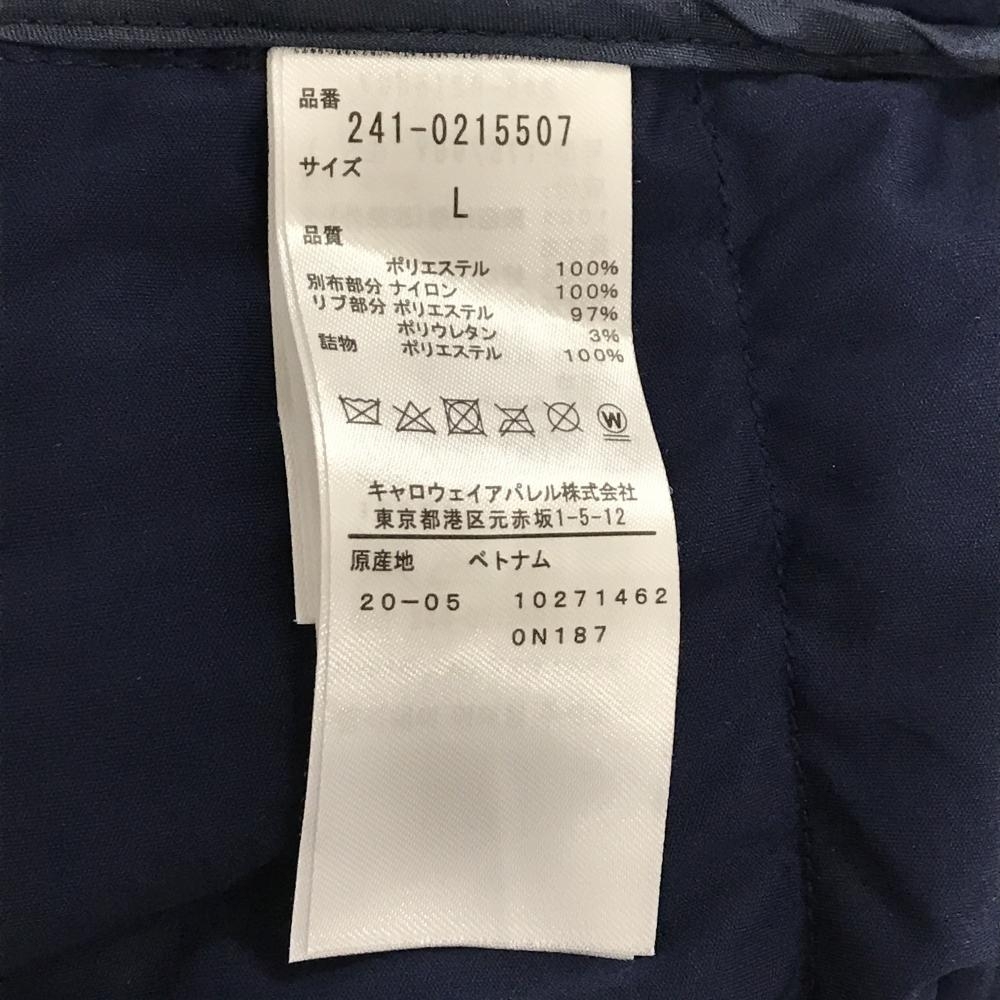 品番
241-0215507
サイズ
L
品質
ポリエステル 100%
別布部分 ナイロン 100%
リブ部分 ポリエステル 97%
ポリウレタン 3%
詰物 ポリエステル 100%
W
キャロウェイアパレル株式会社
東京都港区元赤坂1-5-12
原産地 ベトナム
20-05 10271462
0N187